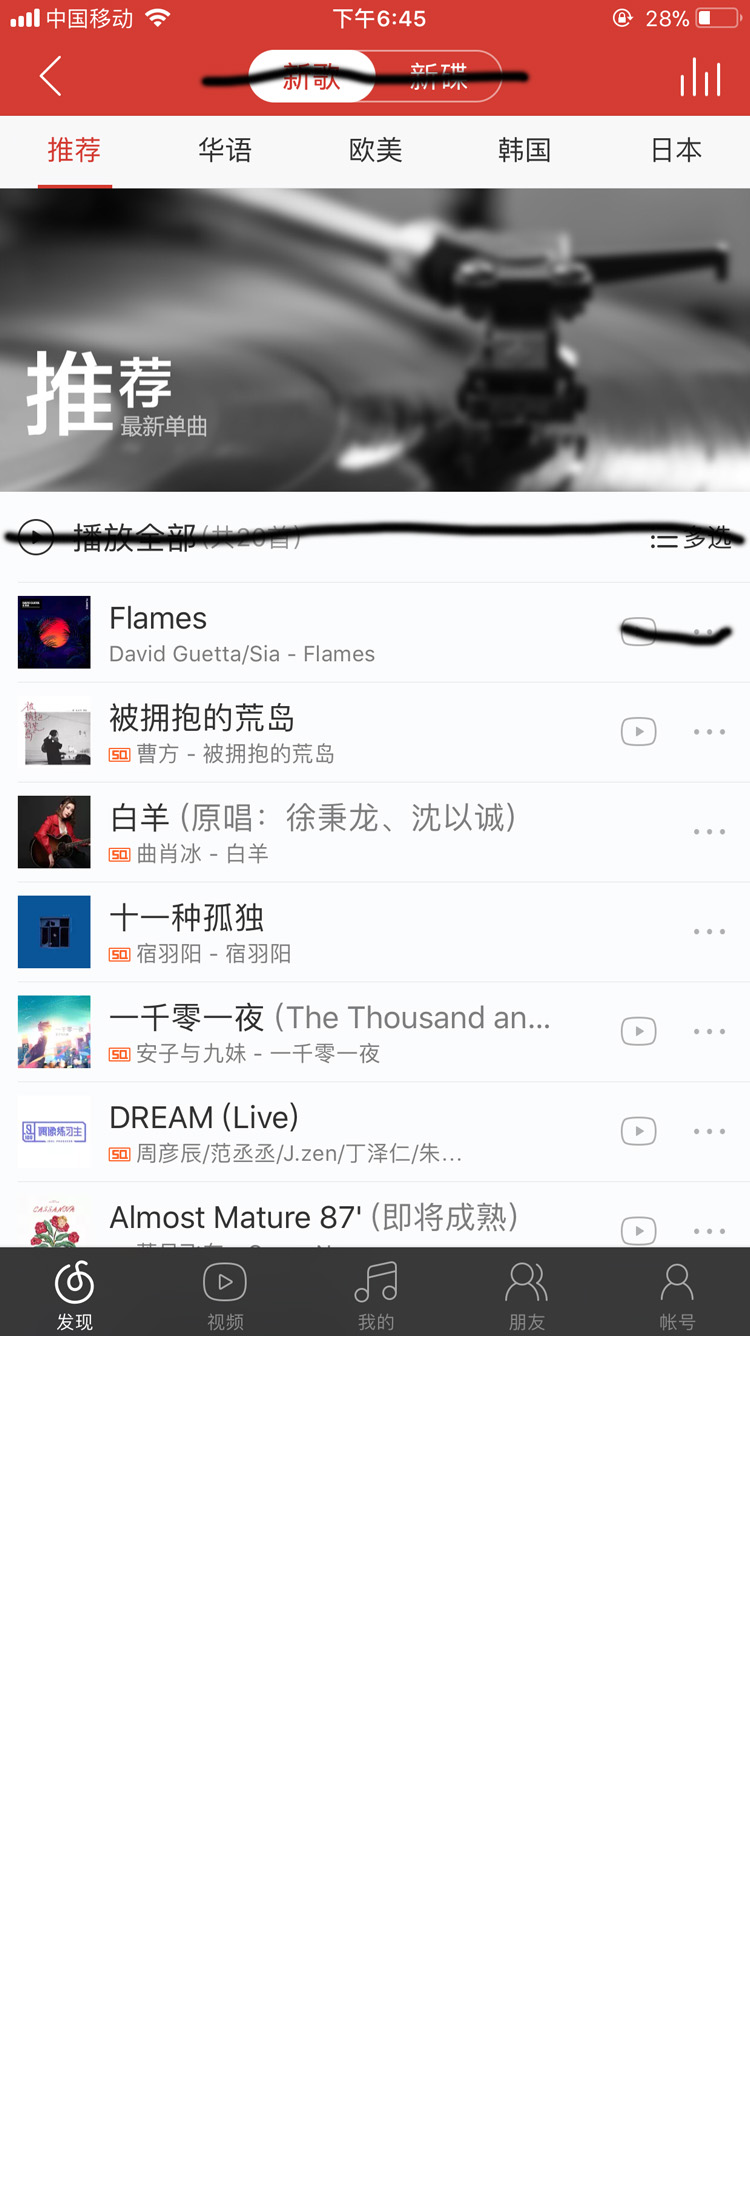 中国移动 下午6:45 28%
新歌 新碟
推荐 华语 欧美 韩国 日本
推荐
最新单曲
播放全部(共20首) 多选
Flames
David Guetta/Sia - Flames
被拥抱的荒岛
SQ 曹方 - 被拥抱的荒岛
白羊 (原唱：徐秉龙、沈以诚)
SQ 曲肖冰 - 白羊
十一种孤独
SQ 宿羽阳 - 宿羽阳
一千零一夜 (The Thousand an...
SQ 安子与九妹 - 一千零一夜
DREAM (Live)
SQ 周彦辰/范丞丞/J.zen/丁泽仁/朱...
偶像练习生
CASSANOVA
Almost Mature 87' (即将成熟)
发现 视频 我的 朋友 帐号